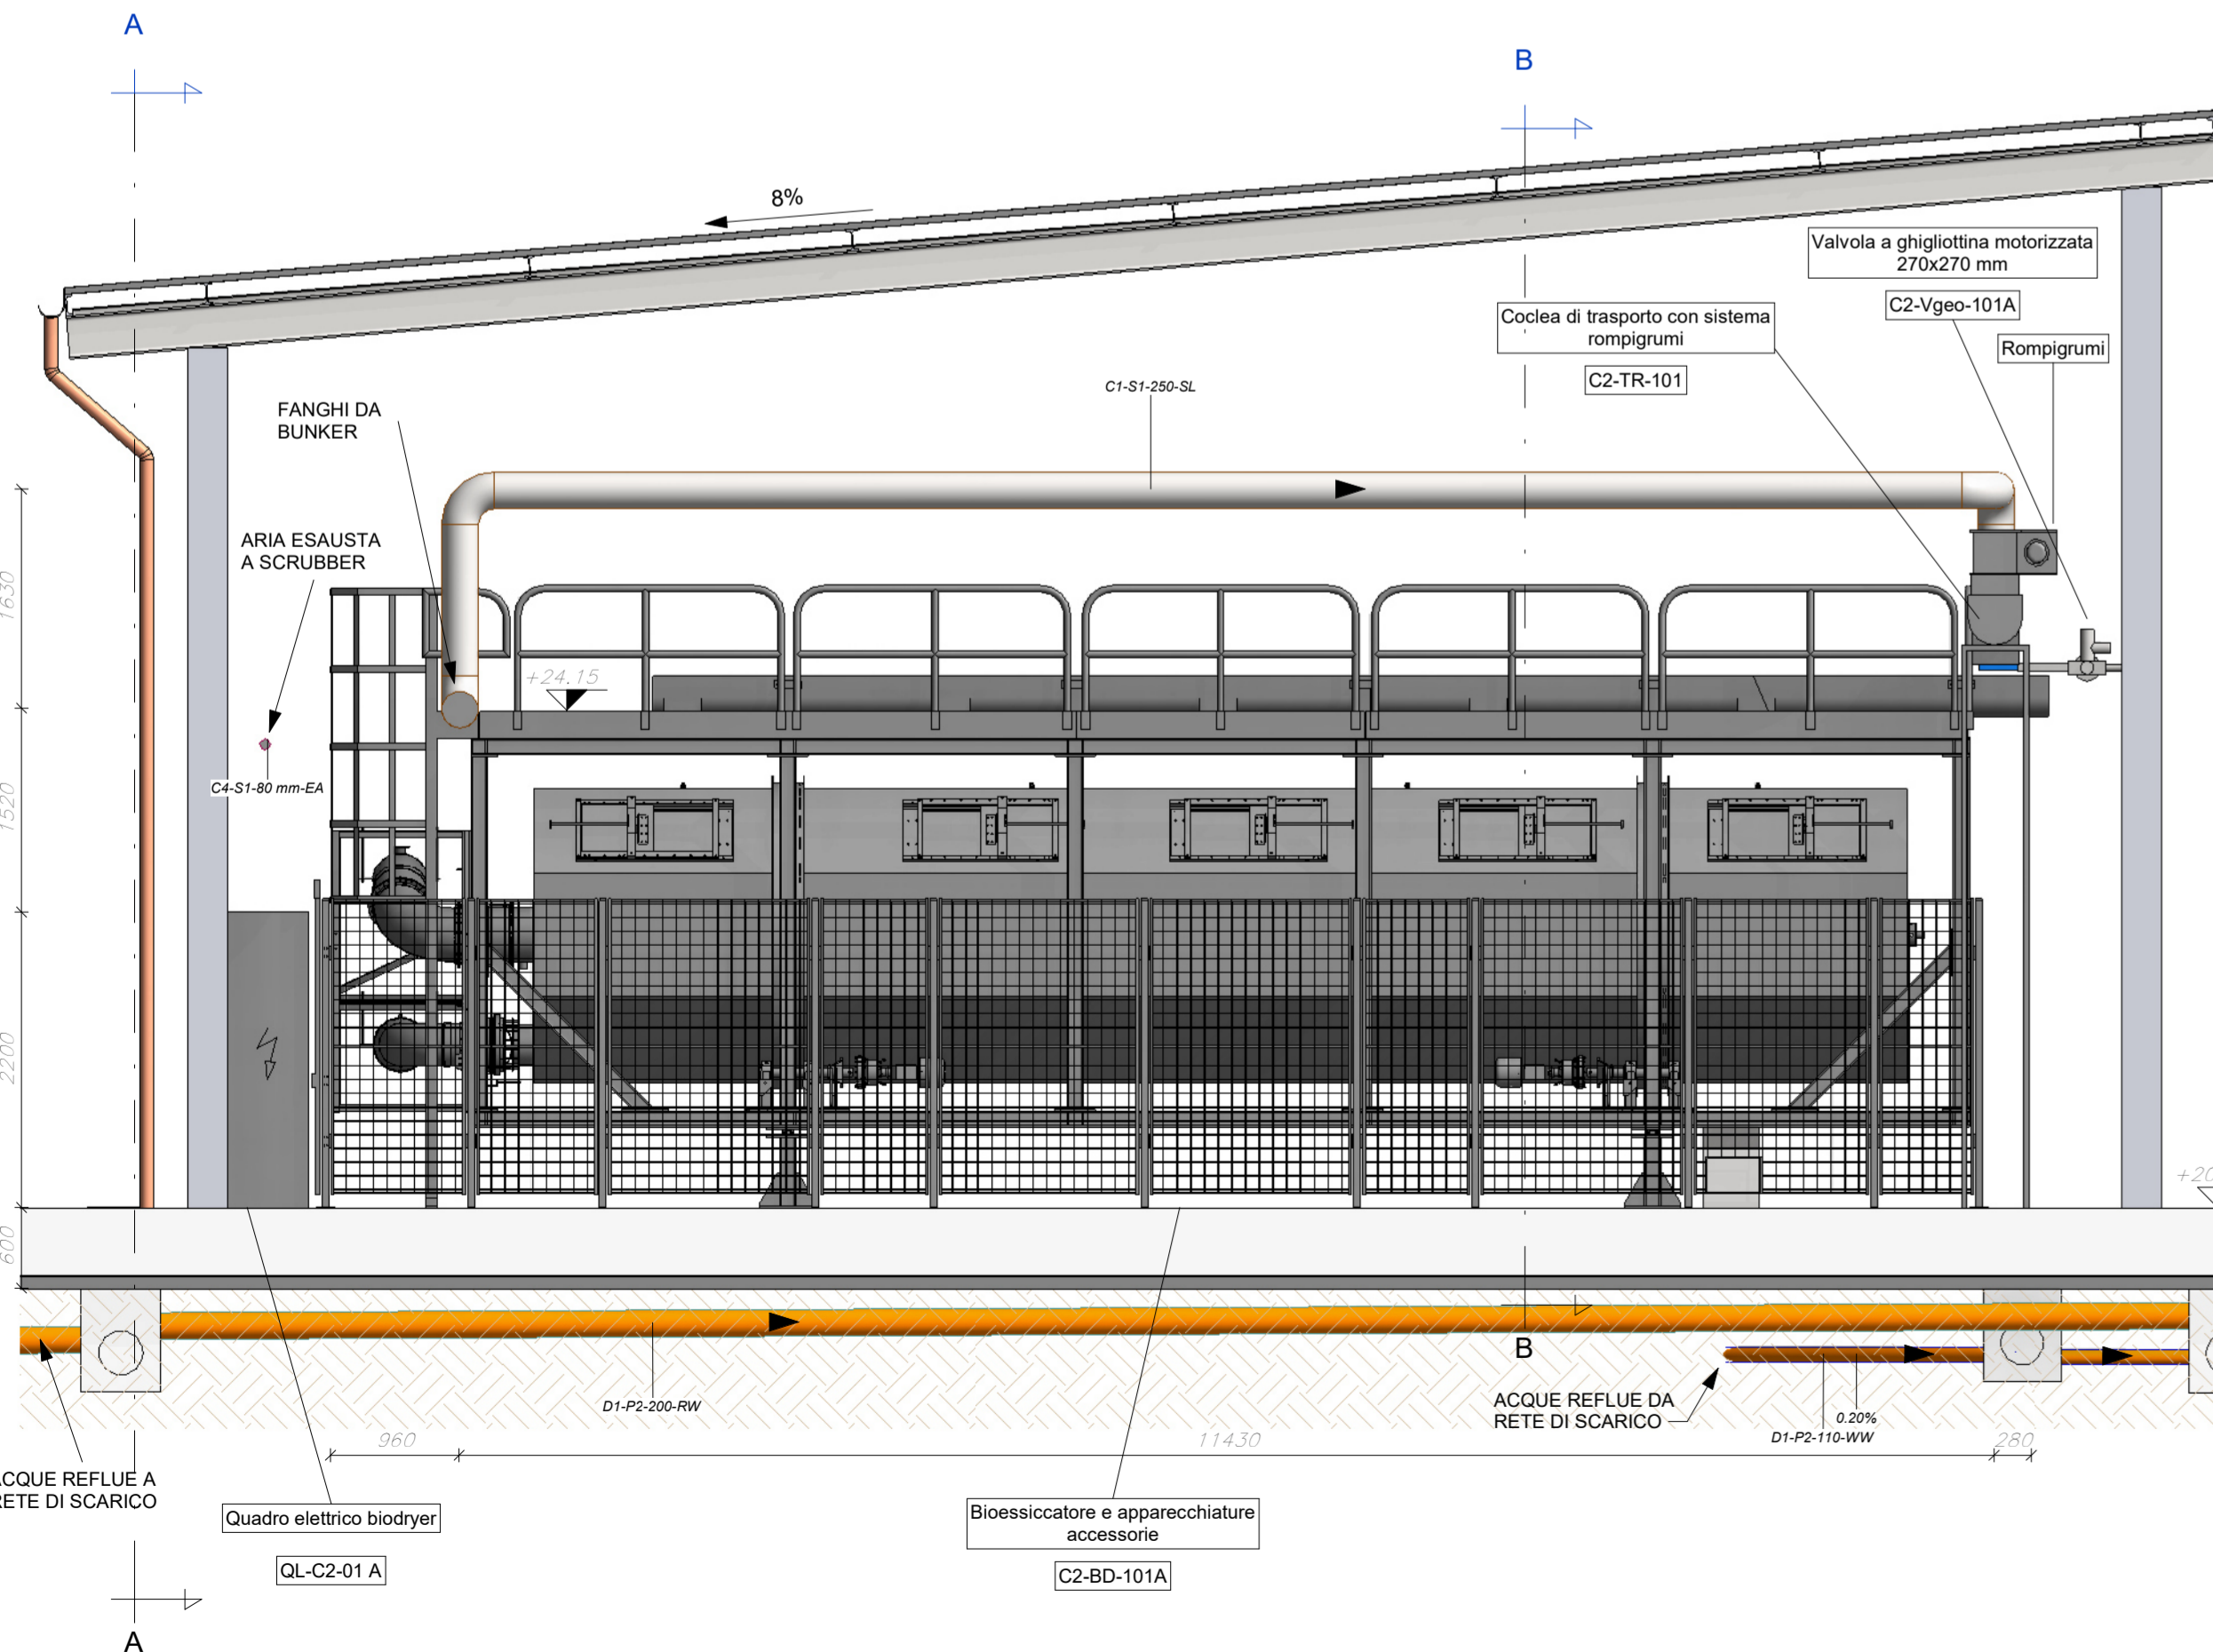 A
B
8%
Valvola a ghigliottina motorizzata
270x270 mm
C2-Vgeo-101A
Coclea di trasporto con sistema
rompigrumi
C2-TR-101
Rompigrumi
C1-S1-250-SL
FANGHI DA
BUNKER
ARIA ESAUSTA
A SCRUBBER
1630
+24.15
C4-S1-80 mm-EA
1520
2200
600
B
D1-P2-200-RW
ACQUE REFLUE DA
RETE DI SCARICO
0.20%
D1-P2-110-WW
960
11430
280
ACQUE REFLUE A
RETE DI SCARICO
Quadro elettrico biodryer
QL-C2-01 A
Bioessiccatore e apparecchiature
accessorie
C2-BD-101A
A